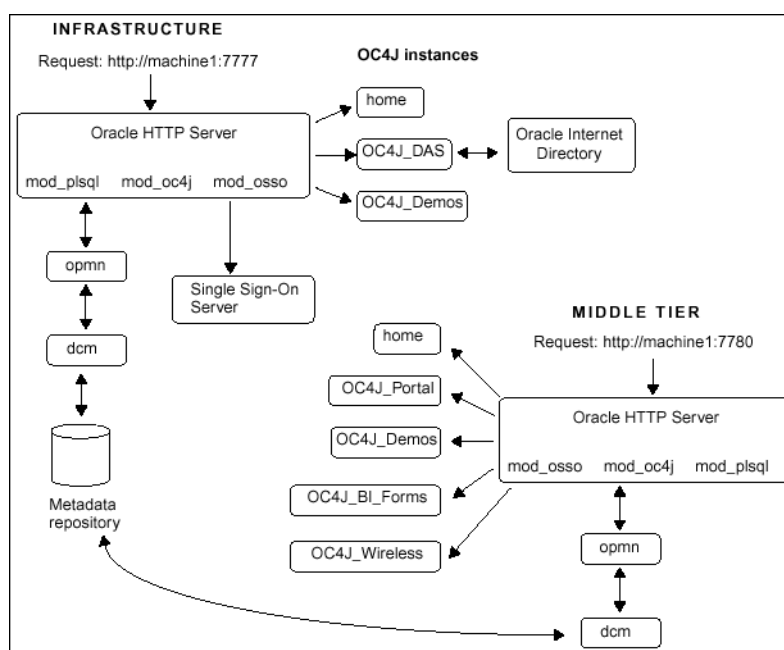 INFRASTRUCTURE
Request: http://machine1:7777
OC4J instances
home
Oracle HTTP Server
OC4J_DAS
Oracle Internet
Directory
mod_plsql mod_oc4j mod_osso
OC4J_Demos
opmn
Single Sign-On
Server
dcm
Metadata
repository
MIDDLE TIER
Request: http://machine1:7780
home
OC4J_Portal
Oracle HTTP Server
OC4J_Demos
mod_osso mod_oc4j mod_plsql
OC4J_BI_Forms
OC4J_Wireless
opmn
dcm